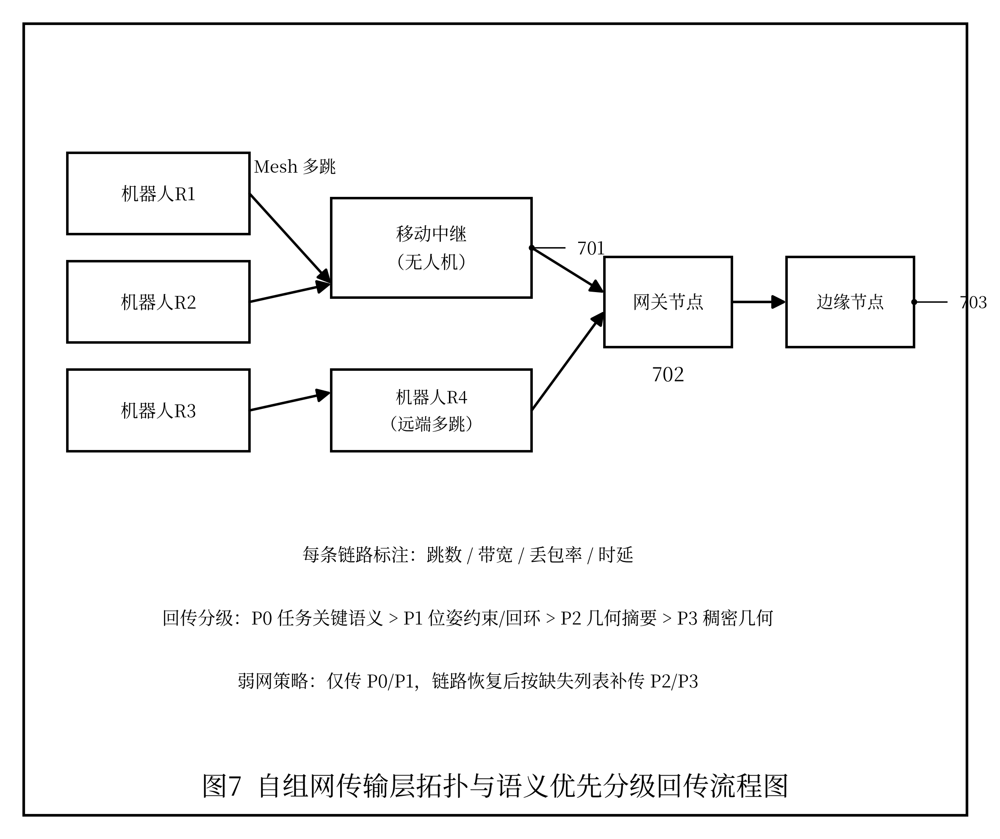 机器人R1
Mesh 多跳
移动中继
（无人机）
701
机器人R2
网关节点
边缘节点
703
702
机器人R3
机器人R4
（远端多跳）
每条链路标注：跳数 / 带宽 / 丢包率 / 时延
回传分级：P0 任务关键语义 > P1 位姿约束/回环 > P2 几何摘要 > P3 稠密几何
弱网策略：仅传 P0/P1，链路恢复后按缺失列表补传 P2/P3
图7 自组网传输层拓扑与语义优先分级回传流程图